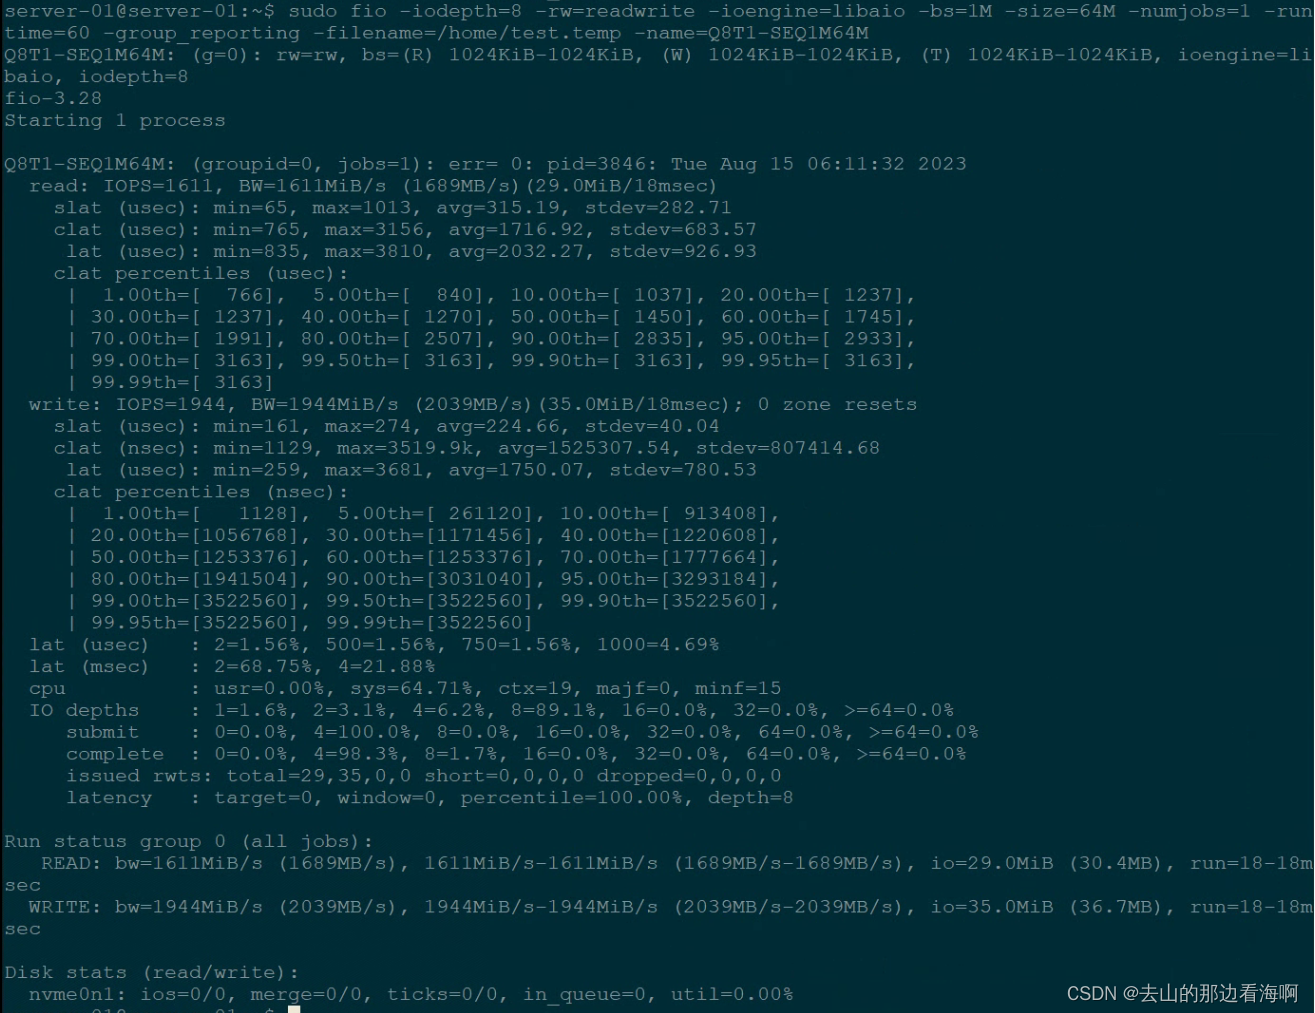 server-01@server-01:~$ sudo fio -iodepth=8 -rw=readwrite -ioengine=libaio -bs=1M -size=64M -numjobs=1 -run
time=60 -group_reporting -filename=/home/test.temp -name=Q8T1-SEQ1M64M
Q8T1-SEQ1M64M: (g=0): rw=rw, bs=(R) 1024KiB-1024KiB, (W) 1024KiB-1024KiB, (T) 1024KiB-1024KiB, ioengine=li
baio, iodepth=8
fio-3.28
Starting 1 process
Q8T1-SEQ1M64M: (groupid=0, jobs=1): err= 0: pid=3846: Tue Aug 15 06:11:32 2023
  read: IOPS=1611, BW=1611MiB/s (1689MB/s)(29.0MiB/18msec)
    slat (usec): min=65, max=1013, avg=315.19, stdev=282.71
    clat (usec): min=765, max=3156, avg=1716.92, stdev=683.57
     lat (usec): min=835, max=3810, avg=2032.27, stdev=926.93
    clat percentiles (usec):
     |  1.00th=[  766],  5.00th=[  840], 10.00th=[ 1037], 20.00th=[ 1237],
     | 30.00th=[ 1237], 40.00th=[ 1270], 50.00th=[ 1450], 60.00th=[ 1745],
     | 70.00th=[ 1991], 80.00th=[ 2507], 90.00th=[ 2835], 95.00th=[ 2933],
     | 99.00th=[ 3163], 99.50th=[ 3163], 99.90th=[ 3163], 99.95th=[ 3163],
     | 99.99th=[ 3163]
  write: IOPS=1944, BW=1944MiB/s (2039MB/s)(35.0MiB/18msec); 0 zone resets
    slat (usec): min=161, max=274, avg=224.66, stdev=40.04
    clat (nsec): min=1129, max=3519.9k, avg=1525307.54, stdev=807414.68
     lat (usec): min=259, max=3681, avg=1750.07, stdev=780.53
    clat percentiles (nsec):
     |  1.00th=[   1128],  5.00th=[ 261120], 10.00th=[ 913408],
     | 20.00th=[1056768], 30.00th=[1171456], 40.00th=[1220608],
     | 50.00th=[1253376], 60.00th=[1253376], 70.00th=[1777664],
     | 80.00th=[1941504], 90.00th=[3031040], 95.00th=[3293184],
     | 99.00th=[3522560], 99.50th=[3522560], 99.90th=[3522560],
     | 99.95th=[3522560], 99.99th=[3522560]
  lat (usec)   : 2=1.56%, 500=1.56%, 750=1.56%, 1000=4.69%
  lat (msec)   : 2=68.75%, 4=21.88%
  cpu          : usr=0.00%, sys=64.71%, ctx=19, majf=0, minf=15
  IO depths    : 1=1.6%, 2=3.1%, 4=6.2%, 8=89.1%, 16=0.0%, 32=0.0%, >=64=0.0%
     submit    : 0=0.0%, 4=100.0%, 8=0.0%, 16=0.0%, 32=0.0%, 64=0.0%, >=64=0.0%
     complete  : 0=0.0%, 4=98.3%, 8=1.7%, 16=0.0%, 32=0.0%, 64=0.0%, >=64=0.0%
     issued rwts: total=29,35,0,0 short=0,0,0,0 dropped=0,0,0,0
     latency   : target=0, window=0, percentile=100.00%, depth=8
Run status group 0 (all jobs):
   READ: bw=1611MiB/s (1689MB/s), 1611MiB/s-1611MiB/s (1689MB/s-1689MB/s), io=29.0MiB (30.4MB), run=18-18m
sec
  WRITE: bw=1944MiB/s (2039MB/s), 1944MiB/s-1944MiB/s (2039MB/s-2039MB/s), io=35.0MiB (36.7MB), run=18-18m
sec
Disk stats (read/write):
  nvme0n1: ios=0/0, merge=0/0, ticks=0/0, in_queue=0, util=0.00%
CSDN @去山的那边看海啊